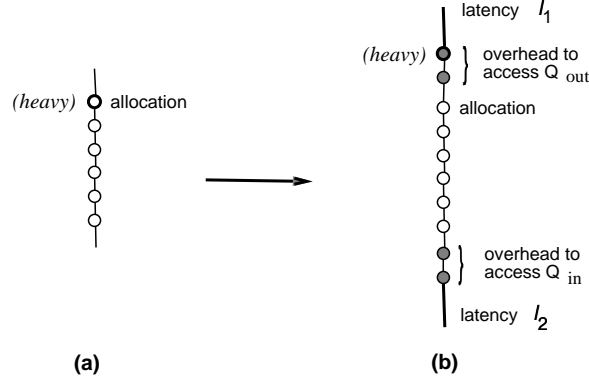 (heavy) allocation
(a)
latency l1
(heavy) overhead to
access Q out
allocation
overhead to
access Q in
latency l2
(b)